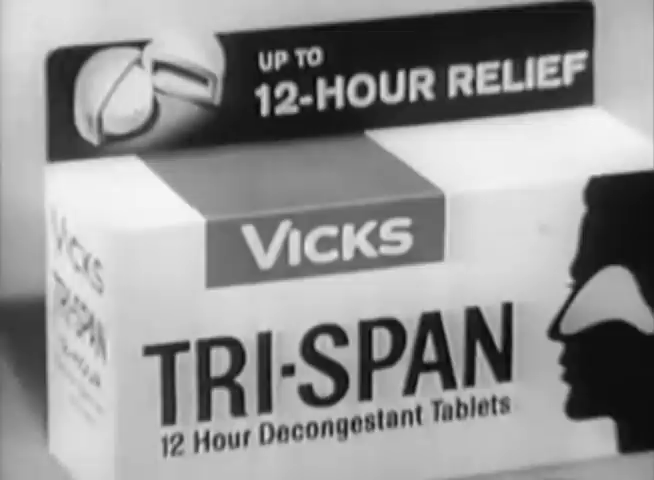 UP TO
12-HOUR RELIEF
VICKS
TRI-SPAN
12 Hour Decongestant Tablets
VICKS
TRI-SPAN